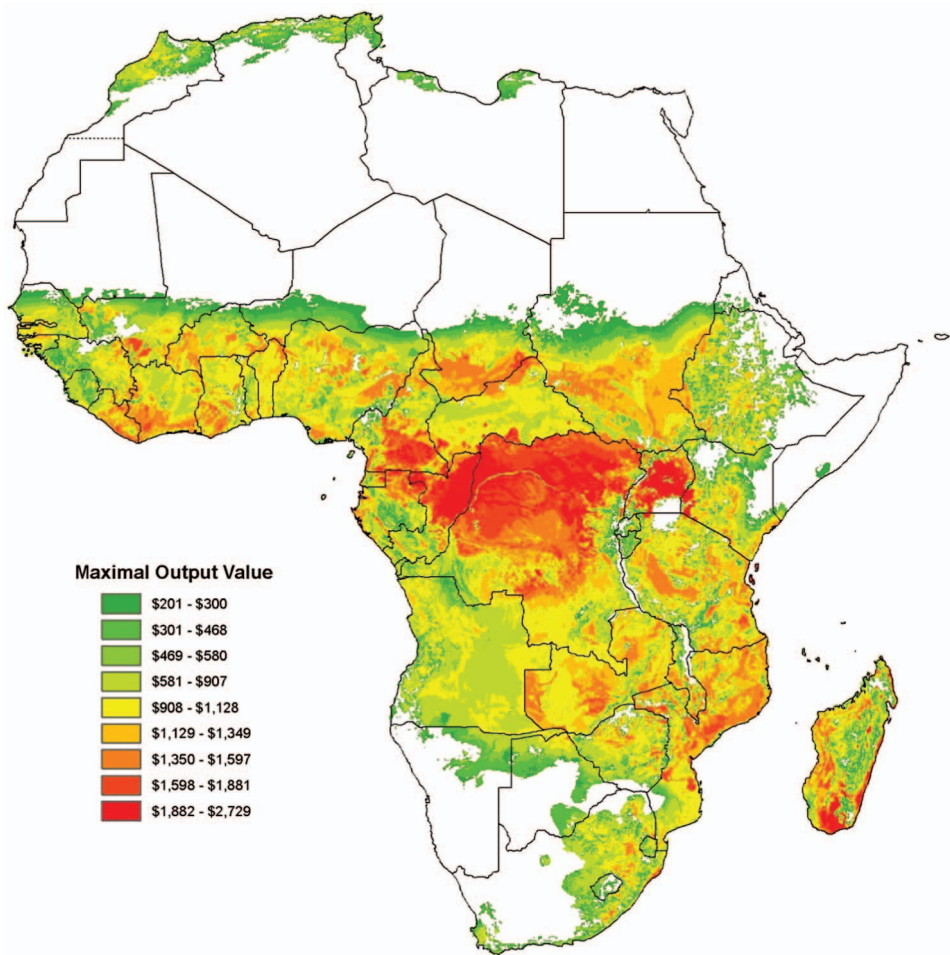 Maximal Output Value
$201 - $300
$301 - $468
$469 - $580
$581 - $907
$908 - $1,128
$1,129 - $1,349
$1,350 - $1,597
$1,598 - $1,881
$1,882 - $2,729